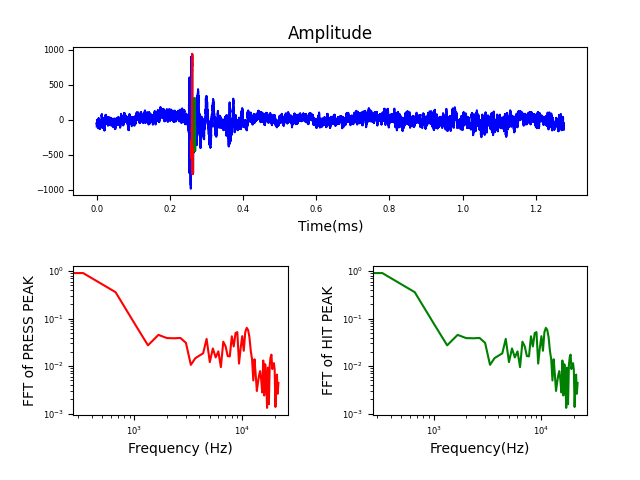 Amplitude
1000
500
0
−500
−1000
0.0 0.2 0.4 0.6 0.8 1.0 1.2
Time(ms)
FFT of PRESS PEAK
10⁰
10⁻¹
10⁻²
10⁻³
10³ 10⁴
Frequency (Hz)
FFT of HIT PEAK
10⁰
10⁻¹
10⁻²
10⁻³
10³ 10⁴
Frequency(Hz)